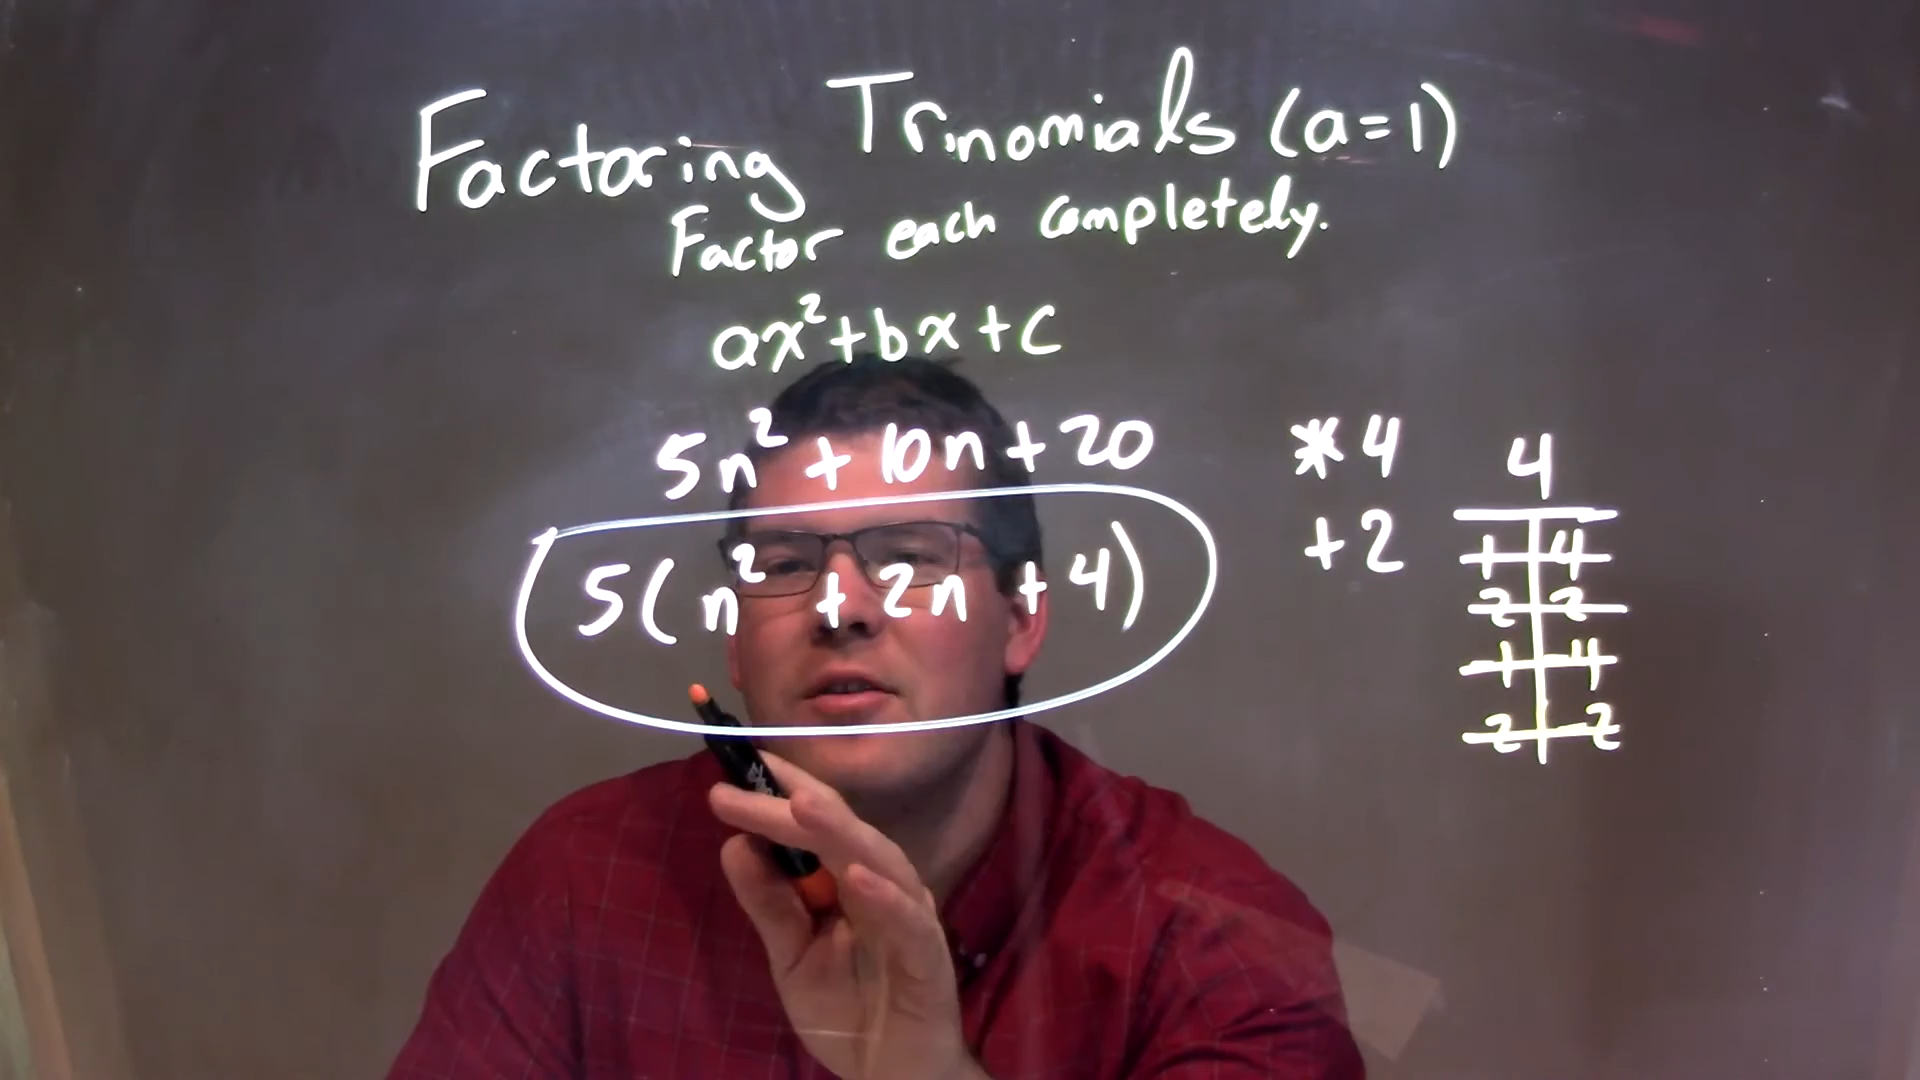 Factoring Trinomials (a=1)
Factor each completely.
ax²+bx+c
5n²+10n+20
5(n²+2n+4)
*4
+2
4
1 4
2 2
-1 -4
-2 -2